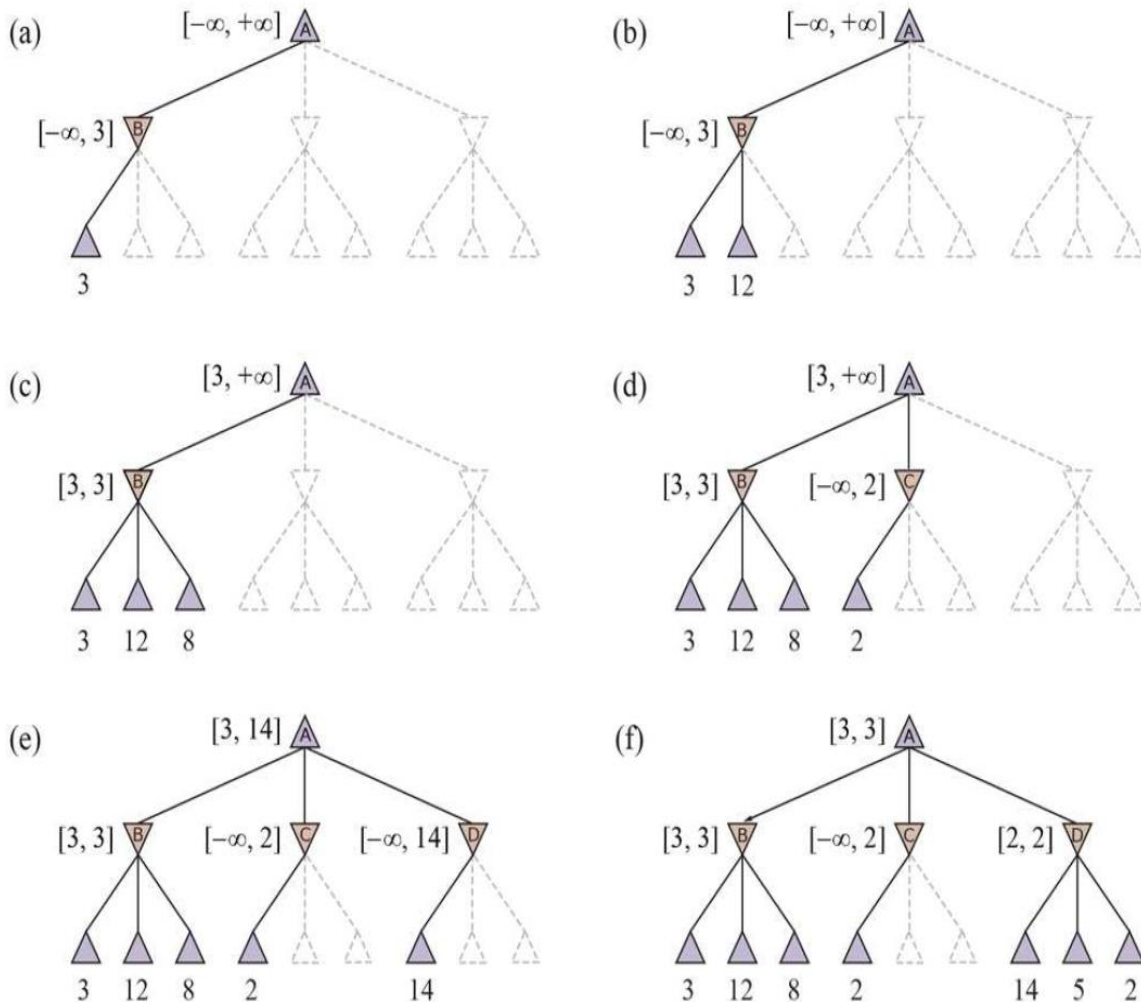 (a) [−∞, +∞] A (b) [−∞, +∞] A
[−∞, 3] B [−∞, 3] B
3 3 12
(c) [3, +∞] A (d) [3, +∞] A
[3, 3] B [3, 3] B [−∞, 2] C
3 12 8 3 12 8 2
(e) [3, 14] A (f) [3, 3] A
[3, 3] B [−∞, 2] C [−∞, 14] D [3, 3] B [−∞, 2] C [2, 2] D
3 12 8 2 14 3 12 8 2 14 5 2